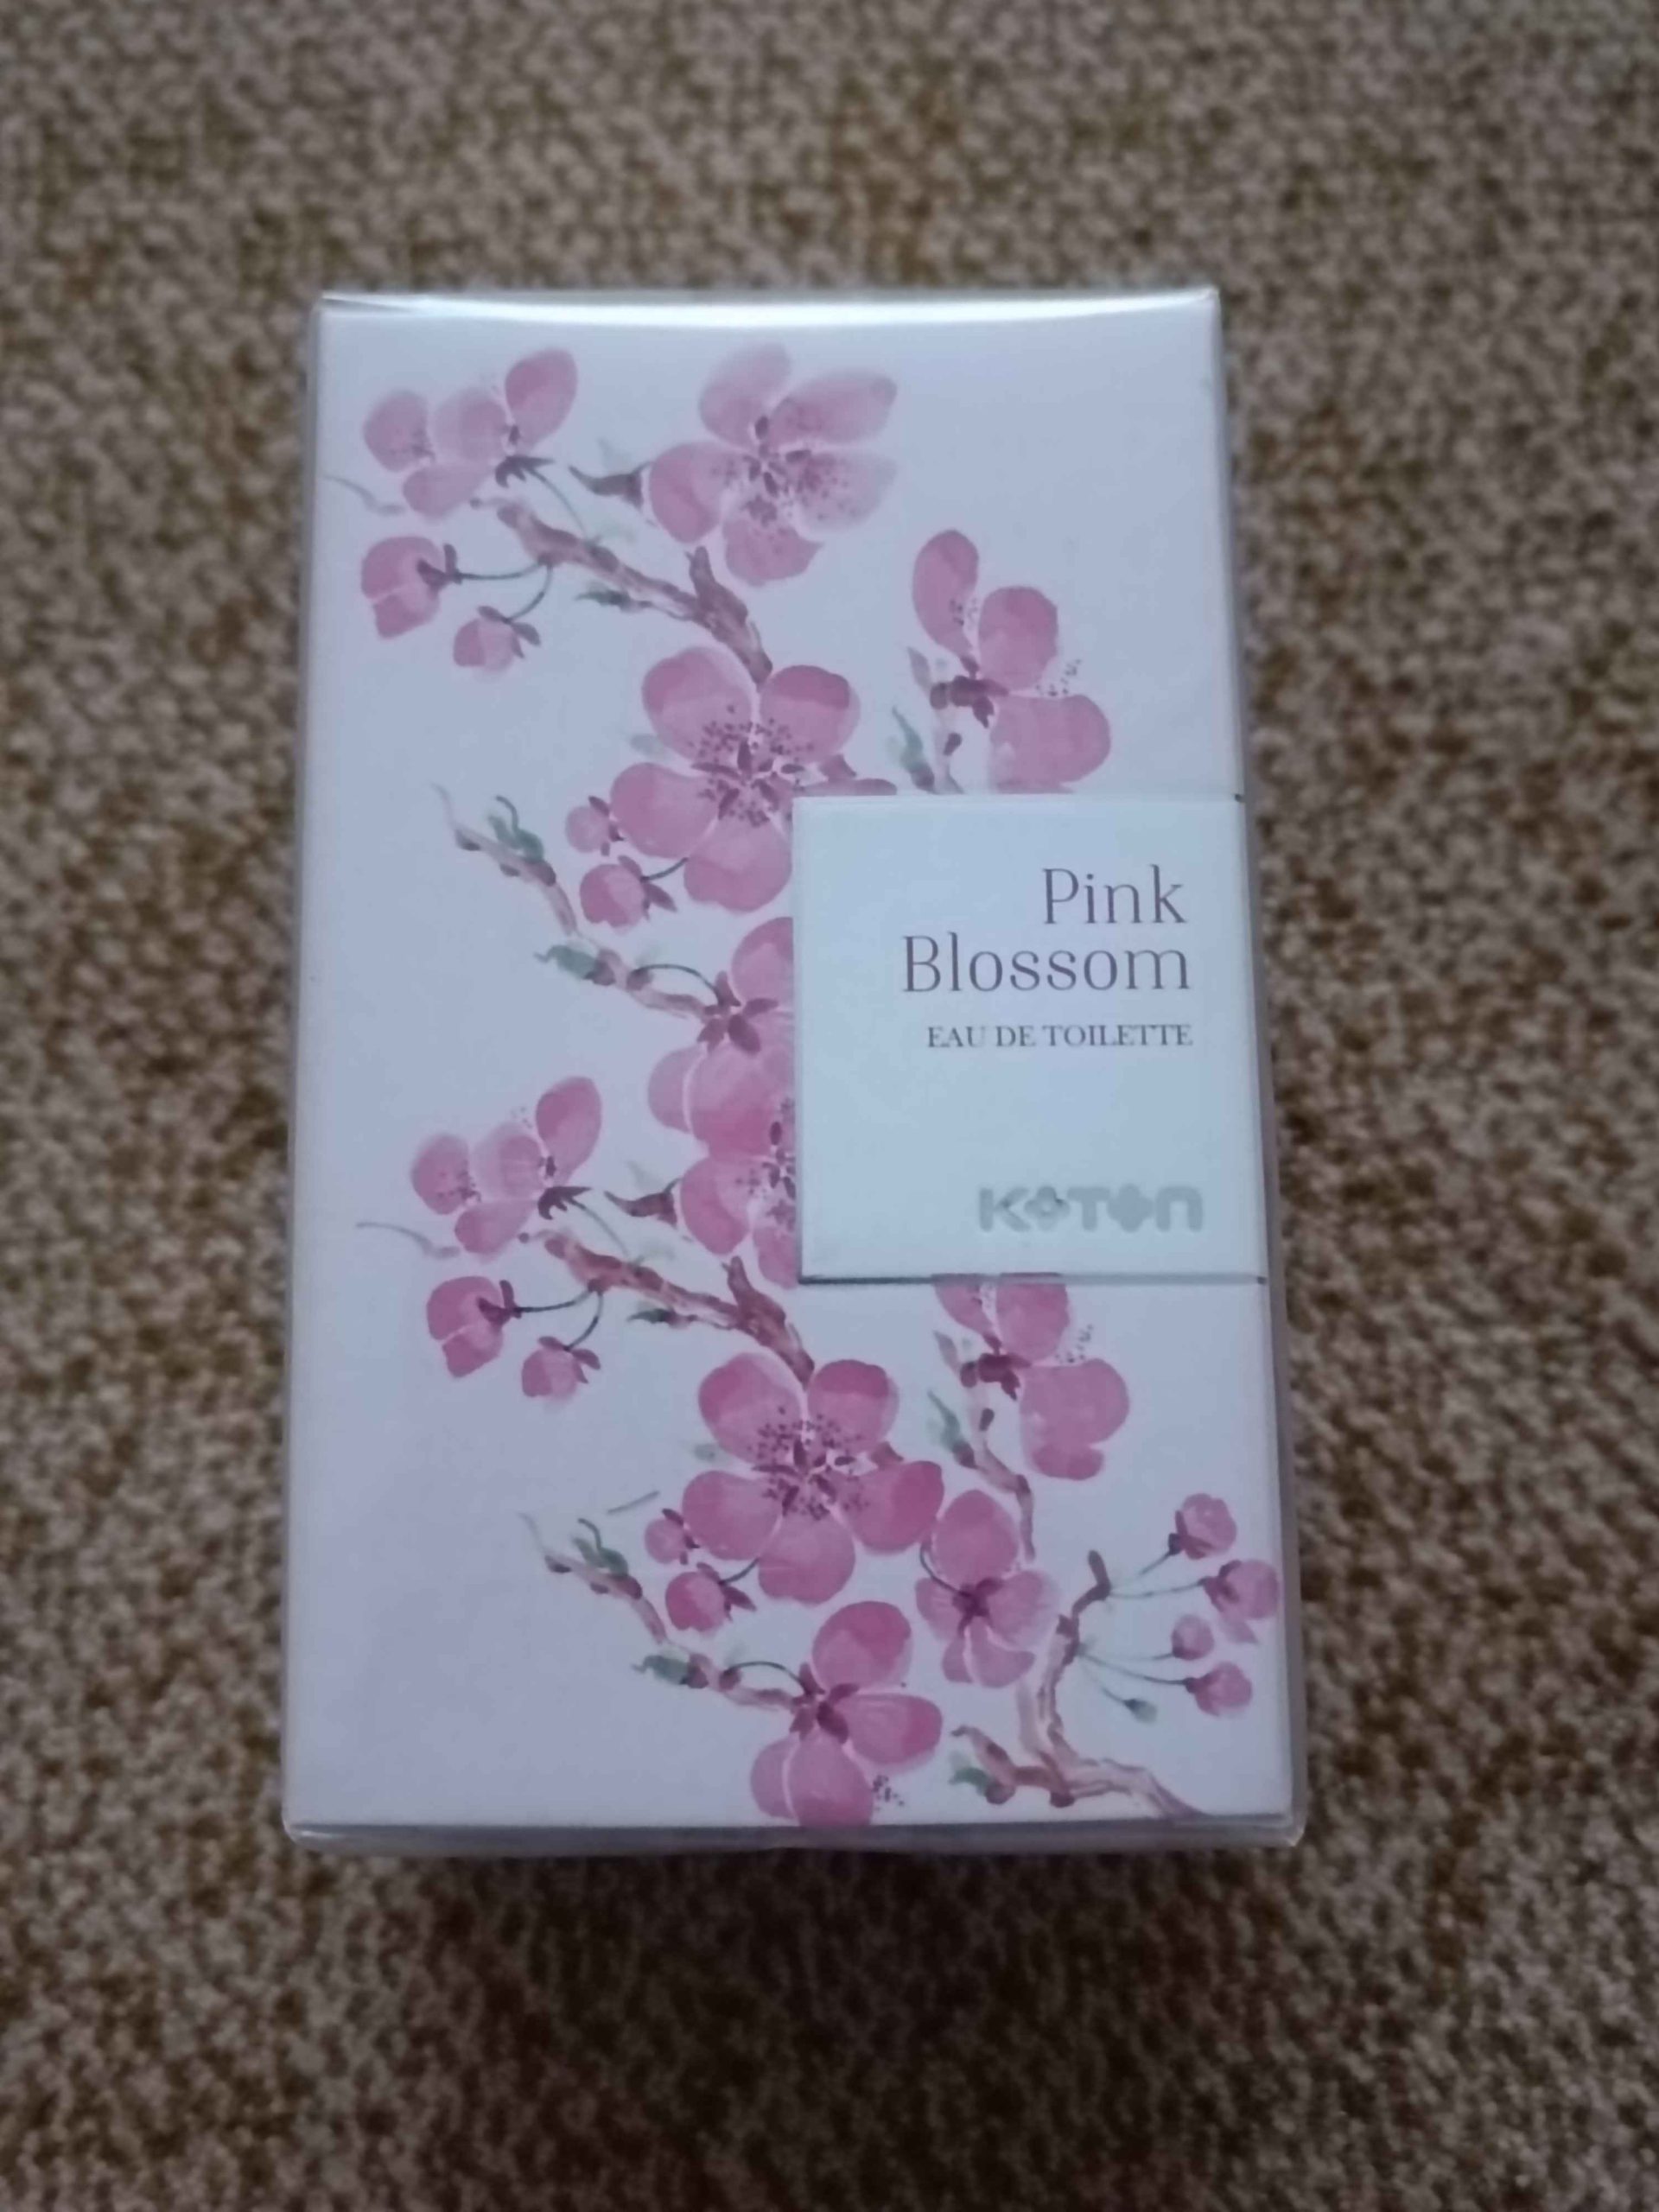 Pink
Blossom
EAU DE TOILETTE
KOTON